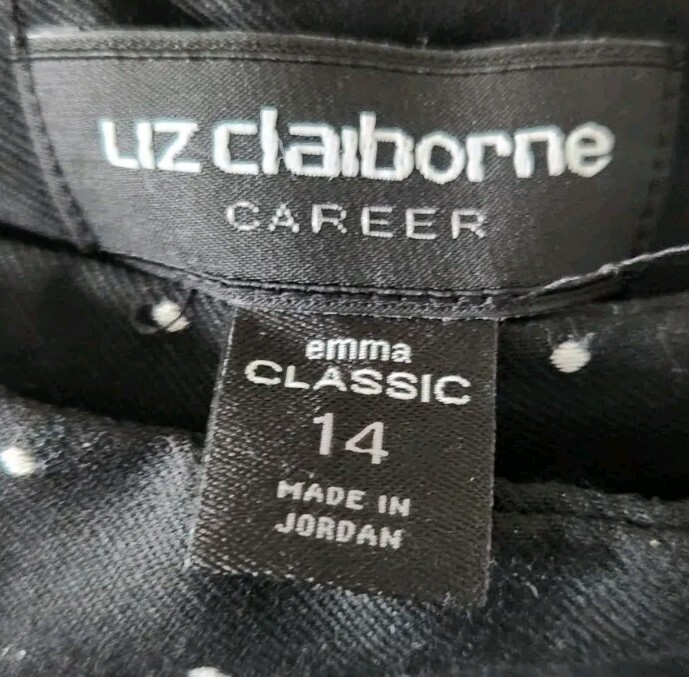 liz claiborne
CAREER
emma
CLASSIC
14
MADE IN
JORDAN